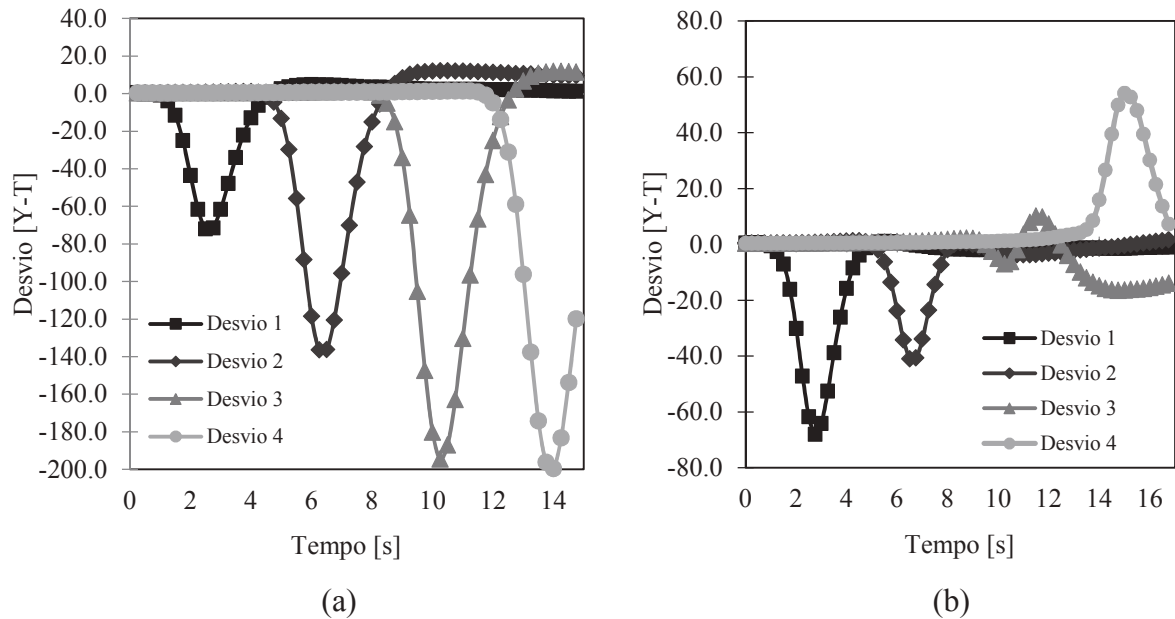 40.0
20.0
0.0
-20.0
-40.0
-60.0
-80.0
-100.0
-120.0
-140.0
-160.0
-180.0
-200.0
Desvio [Y-T]
Desvio 1
Desvio 2
Desvio 3
Desvio 4
0 2 4 6 8 10 12 14
Tempo [s]
(a)
80.0
60.0
40.0
20.0
0.0
-20.0
-40.0
-60.0
-80.0
Desvio [Y-T]
Desvio 1
Desvio 2
Desvio 3
Desvio 4
0 2 4 6 8 10 12 14 16
Tempo [s]
(b)